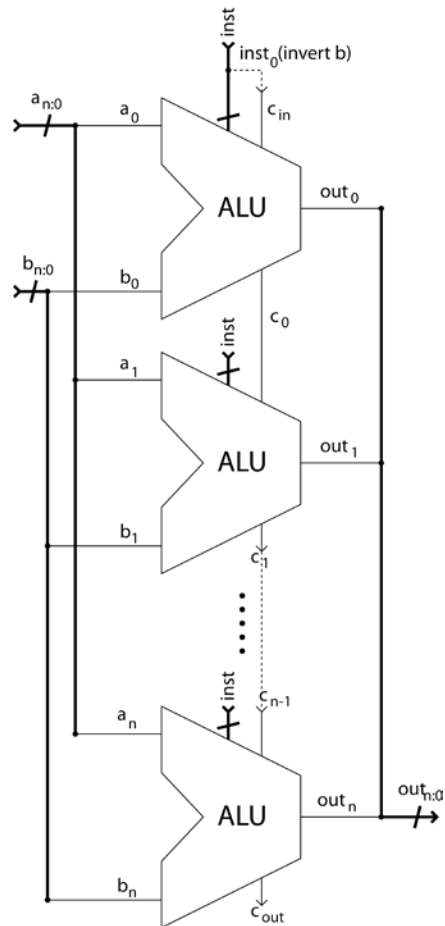 inst
inst0(invert b)
an:0
a0
cin
ALU
out0
bn:0
b0
c0
inst
a1
ALU
out1
b1
c1
inst
cn-1
an
ALU
outn
outn:0
bn
cout